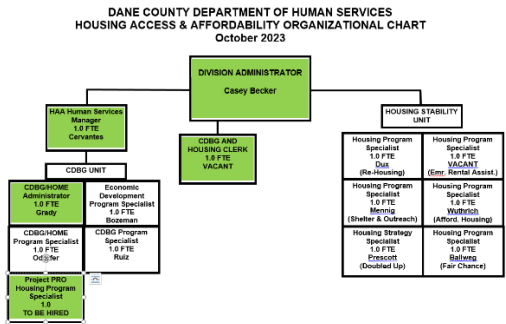 DANE COUNTY DEPARTMENT OF HUMAN SERVICES
HOUSING ACCESS & AFFORDABILITY ORGANIZATIONAL CHART
October 2023
DIVISION ADMINISTRATOR
Casey Becker
HAA Human Services
Manager
1.0 FTE
Cervantes
CDBG AND
HOUSING CLERK
1.0 FTE
VACANT
HOUSING STABILITY
UNIT
CDBG UNIT
CDBG/HOME
Administrator
1.0 FTE
Grady
Economic
Development
Program Specialist
1.0 FTE
Bozeman
CDBG/HOME
Program Specialist
1.0 FTE
CDBG Program
Specialist
1.0 FTE
Ruiz
Project PRO
Housing Program
Specialist
1.0
TO BE HIRED
Housing Program
Specialist
1.0 FTE
Dux
(Re-Housing)
Housing Program
Specialist
1.0 FTE
VACANT
(Emr. Rental Assist.)
Housing Program
Specialist
1.0 FTE
Mennig
(Shelter & Outreach)
Housing Program
Specialist
1.0 FTE
Wuthrich
(Afford. Housing)
Housing Strategy
Specialist
1.0 FTE
Prescott
(Doubled Up)
Housing Program
Specialist
1.0 FTE
Ballweg
(Fair Chance)